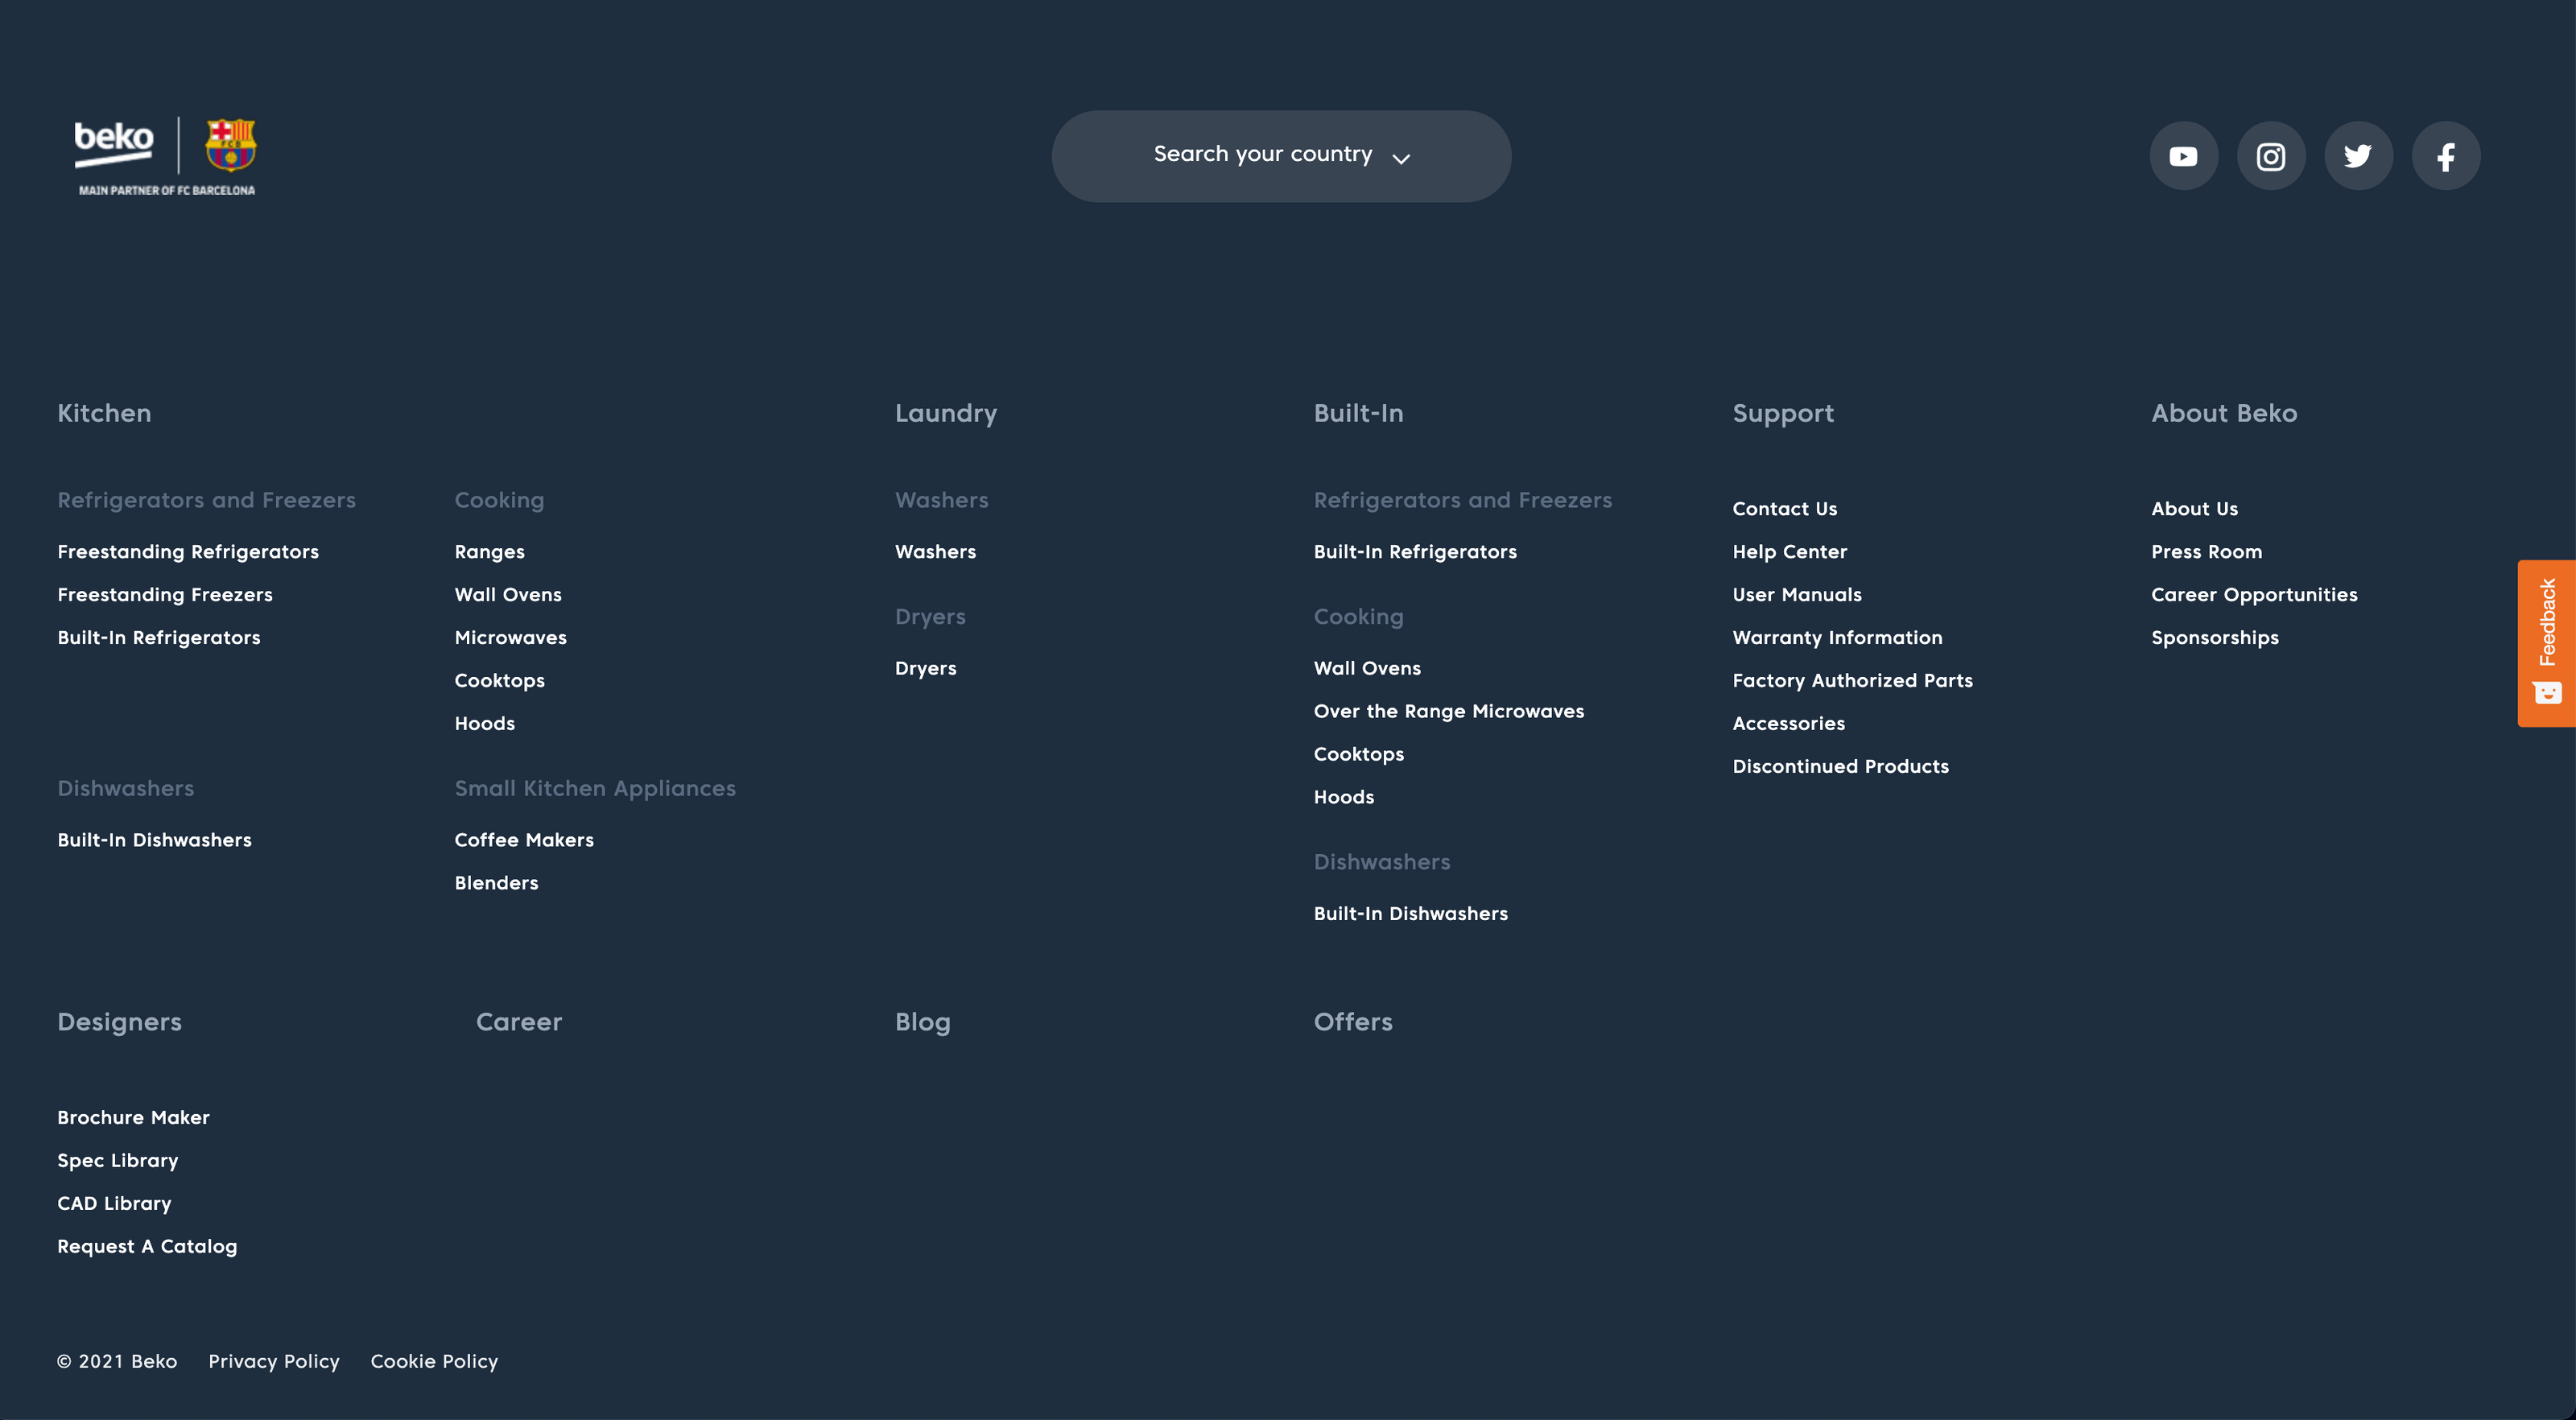 beko
FCB
MAIN PARTNER OF FC BARCELONA
Search your country
Kitchen
Refrigerators and Freezers
Freestanding Refrigerators
Freestanding Freezers
Built-In Refrigerators
Dishwashers
Built-In Dishwashers
Cooking
Ranges
Wall Ovens
Microwaves
Cooktops
Hoods
Small Kitchen Appliances
Coffee Makers
Blenders
Laundry
Washers
Washers
Dryers
Dryers
Built-In
Refrigerators and Freezers
Built-In Refrigerators
Cooking
Wall Ovens
Over the Range Microwaves
Cooktops
Hoods
Dishwashers
Built-In Dishwashers
Support
Contact Us
Help Center
User Manuals
Warranty Information
Factory Authorized Parts
Accessories
Discontinued Products
About Beko
About Us
Press Room
Career Opportunities
Sponsorships
Feedback
Designers
Brochure Maker
Spec Library
CAD Library
Request A Catalog
Career
Blog
Offers
© 2021 Beko Privacy Policy Cookie Policy